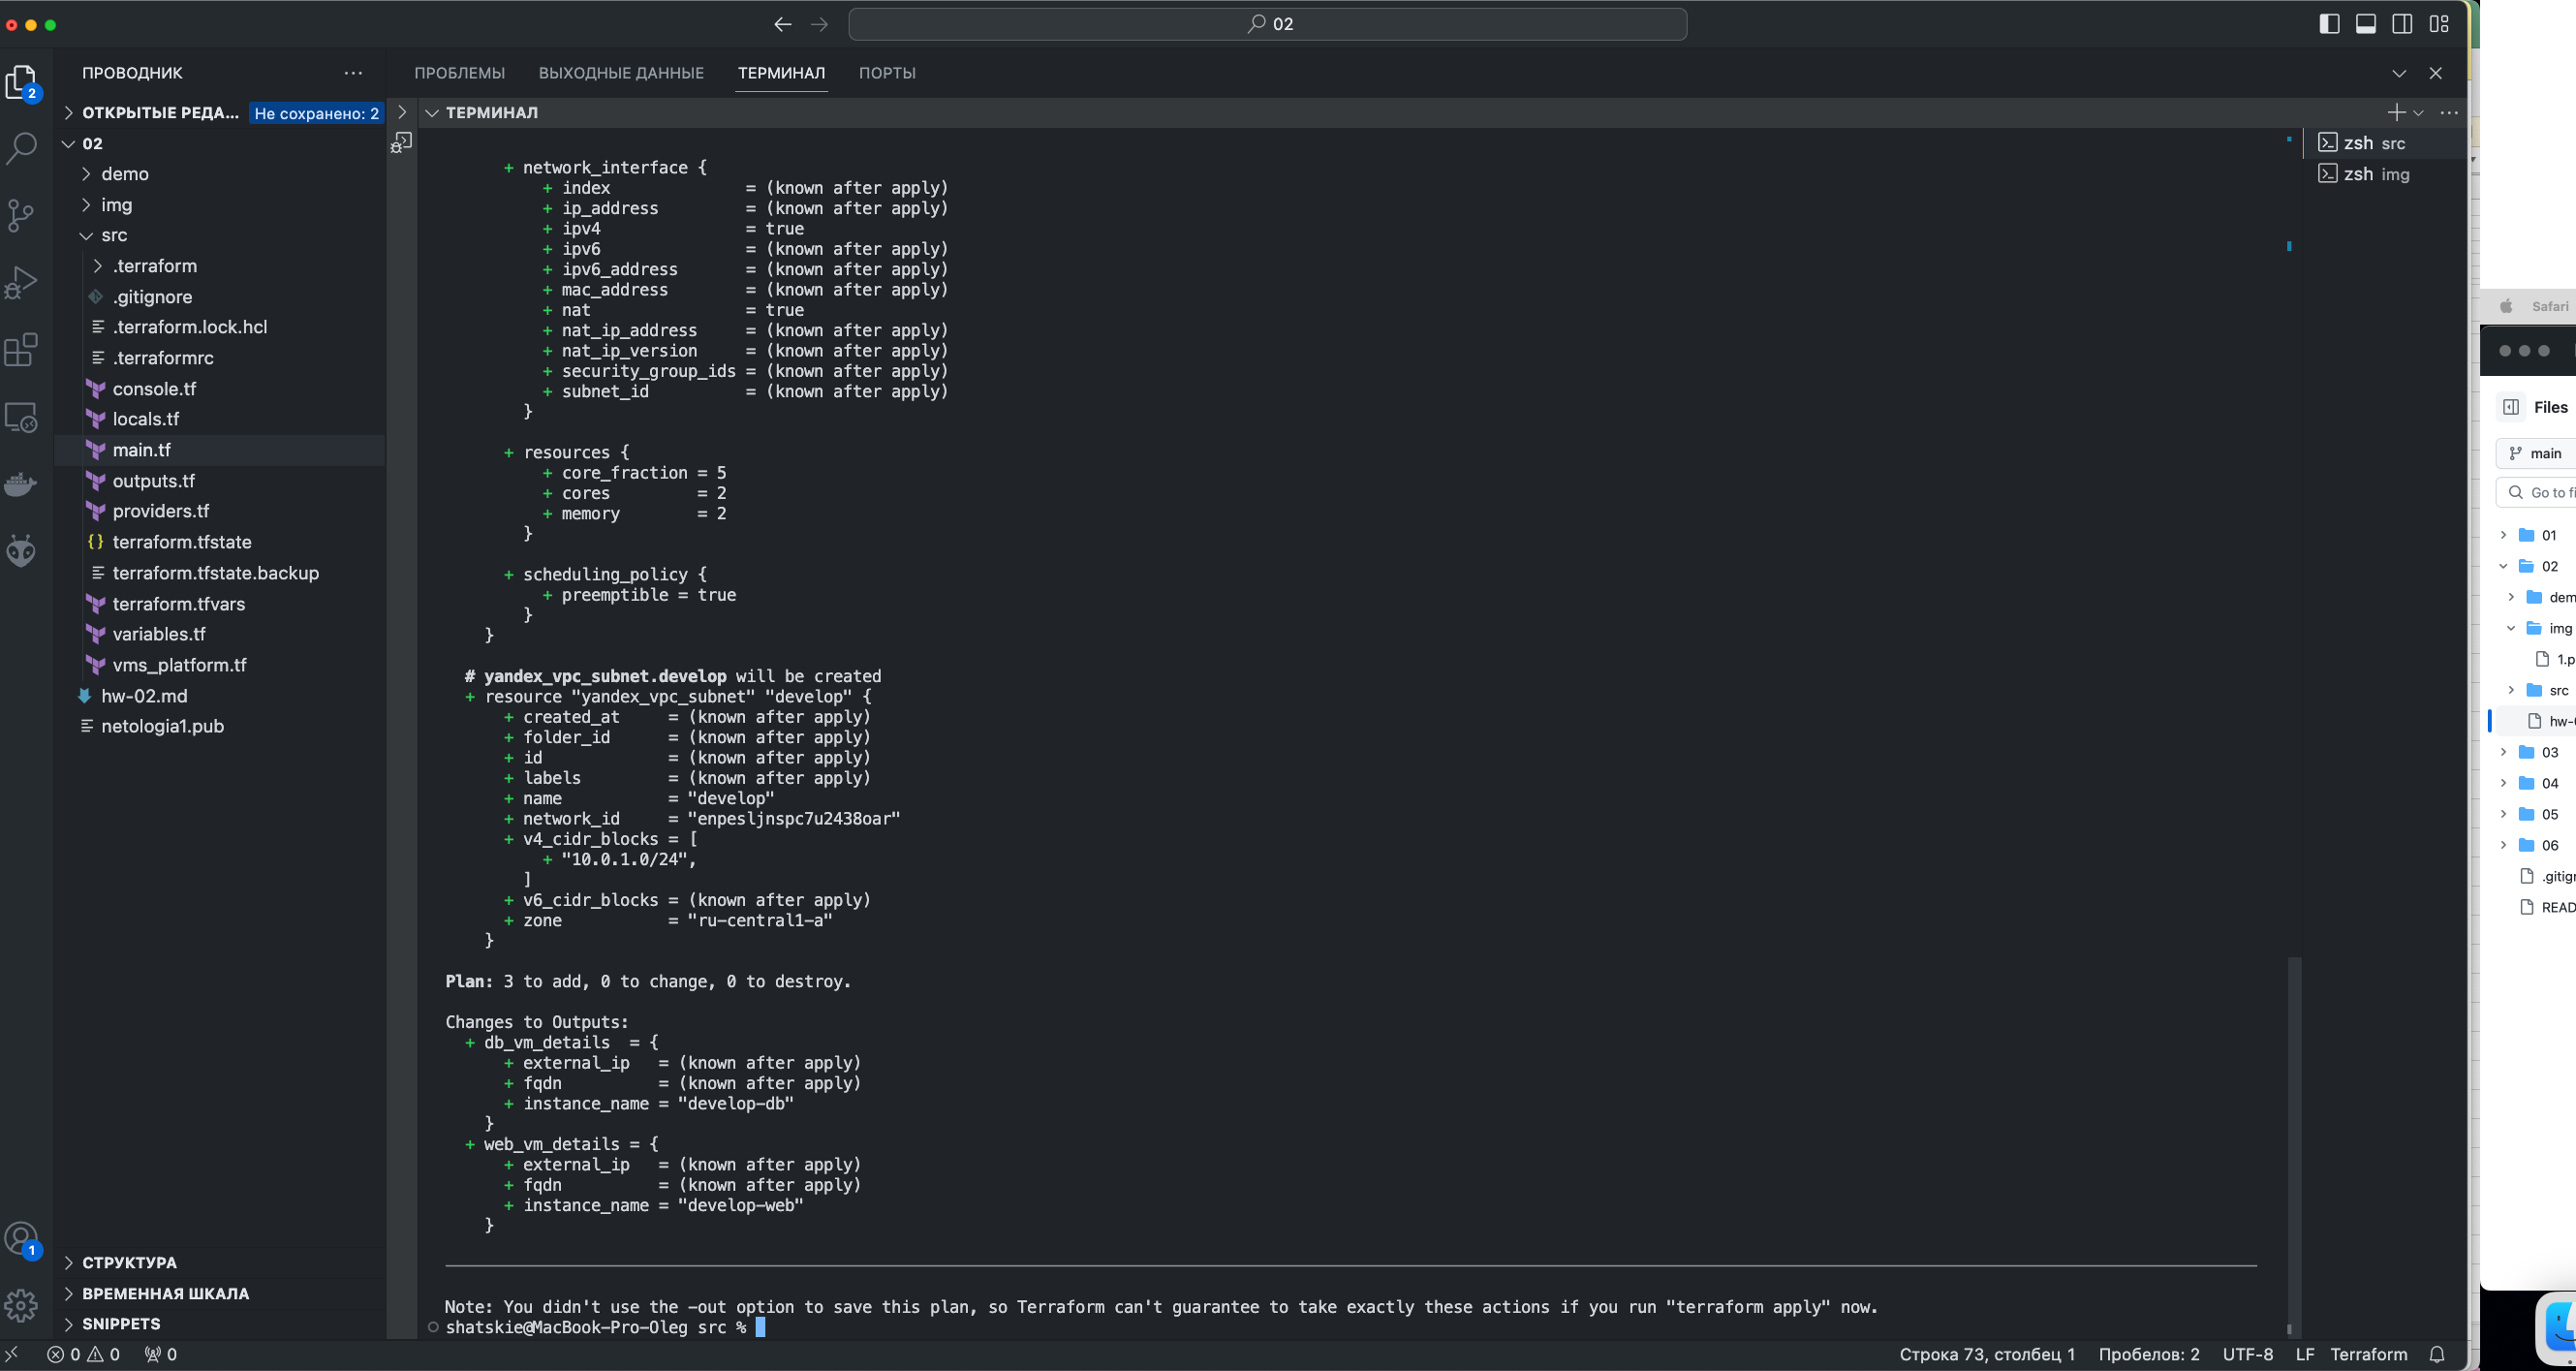 02
ПРОВОДНИК
2
ОТКРЫТЫЕ РЕДА... Не сохранено: 2
02
demo
img
src
.terraform
.gitignore
.terraform.lock.hcl
.terraformrc
console.tf
locals.tf
main.tf
outputs.tf
providers.tf
terraform.tfstate
terraform.tfstate.backup
terraform.tfvars
variables.tf
vms_platform.tf
hw-02.md
netologia1.pub
1
СТРУКТУРА
ВРЕМЕННАЯ ШКАЛА
SNIPPETS
ПРОБЛЕМЫ ВЫХОДНЫЕ ДАННЫЕ ТЕРМИНАЛ ПОРТЫ
ТЕРМИНАЛ
+ network_interface {
+ index = (known after apply)
+ ip_address = (known after apply)
+ ipv4 = true
+ ipv6 = (known after apply)
+ ipv6_address = (known after apply)
+ mac_address = (known after apply)
+ nat = true
+ nat_ip_address = (known after apply)
+ nat_ip_version = (known after apply)
+ security_group_ids = (known after apply)
+ subnet_id = (known after apply)
}
+ resources {
+ core_fraction = 5
+ cores = 2
+ memory = 2
}
+ scheduling_policy {
+ preemptible = true
}
}
# yandex_vpc_subnet.develop will be created
+ resource "yandex_vpc_subnet" "develop" {
+ created_at = (known after apply)
+ folder_id = (known after apply)
+ id = (known after apply)
+ labels = (known after apply)
+ name = "develop"
+ network_id = "enpesljnspc7u2438oar"
+ v4_cidr_blocks = [
+ "10.0.1.0/24",
]
+ v6_cidr_blocks = (known after apply)
+ zone = "ru-central1-a"
}
Plan: 3 to add, 0 to change, 0 to destroy.
Changes to Outputs:
+ db_vm_details = {
+ external_ip = (known after apply)
+ fqdn = (known after apply)
+ instance_name = "develop-db"
}
+ web_vm_details = {
+ external_ip = (known after apply)
+ fqdn = (known after apply)
+ instance_name = "develop-web"
}
Note: You didn't use the -out option to save this plan, so Terraform can't guarantee to take exactly these actions if you run "terraform apply" now.
shatskie@MacBook-Pro-Oleg src %
zsh src
zsh img
0 0 0
Строка 73, столбец 1 Пробелов: 2 UTF-8 LF Terraform
Safari
Files
main
Go to fi
01
02
dem
img
1.p
src
hw-
03
04
05
06
.gitig
READ